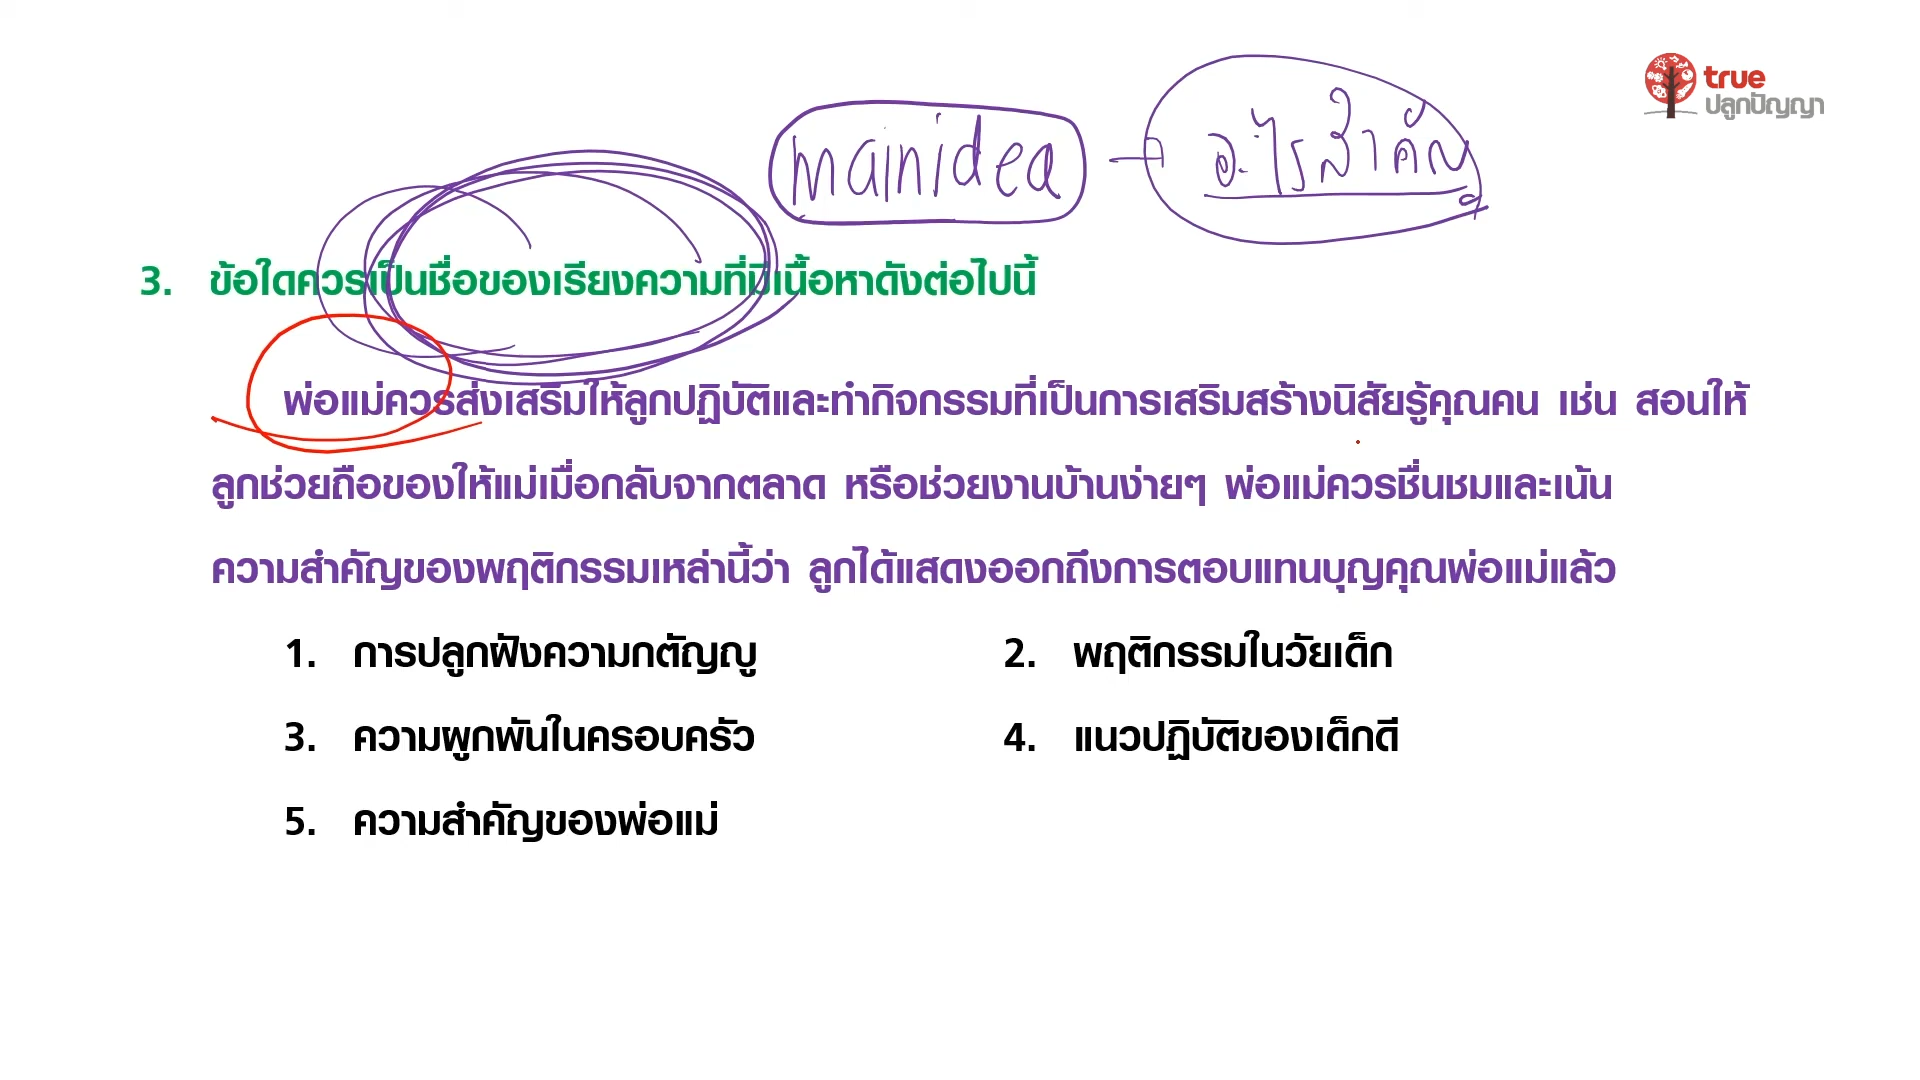 true
ปลูกปัญญา
mainidea → อะไรสำคัญ
3. ข้อใดควรเป็นชื่อของเรียงความที่มีเนื้อหาดังต่อไปนี้
พ่อแม่ควรส่งเสริมให้ลูกปฏิบัติและทำกิจกรรมที่เป็นการเสริมสร้างนิสัยรู้คุณคน เช่น สอนให้
ลูกช่วยถือของให้แม่เมื่อกลับจากตลาด หรือช่วยงานบ้านง่ายๆ พ่อแม่ควรชื่นชมและเน้น
ความสำคัญของพฤติกรรมเหล่านี้ว่า ลูกได้แสดงออกถึงการตอบแทนบุญคุณพ่อแม่แล้ว
1. การปลูกฝังความกตัญญู 2. พฤติกรรมในวัยเด็ก
3. ความผูกพันในครอบครัว 4. แนวปฏิบัติของเด็กดี
5. ความสำคัญของพ่อแม่